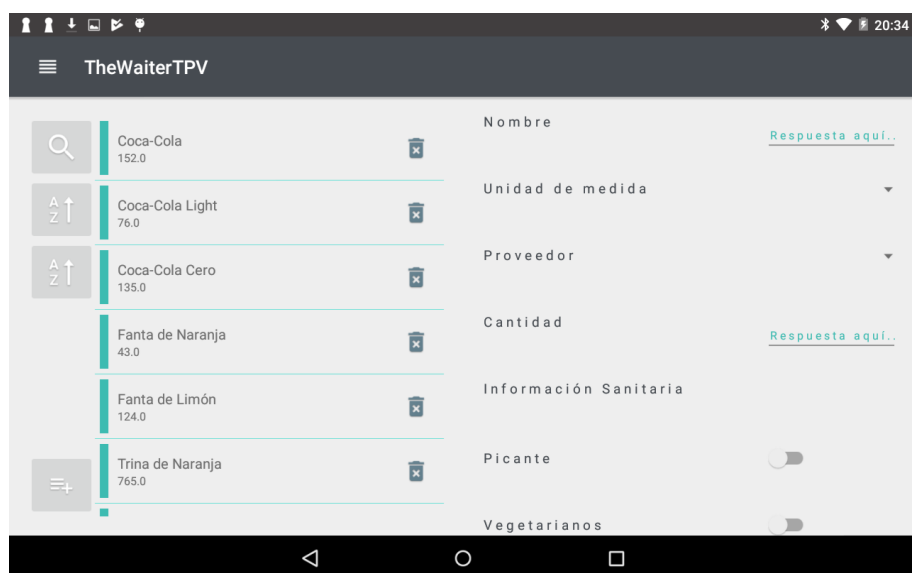 20:34
TheWaiterTPV
Coca-Cola
152.0
Coca-Cola Light
76.0
Coca-Cola Cero
135.0
Fanta de Naranja
43.0
Fanta de Limón
124.0
Trina de Naranja
765.0
A
Z
A
Z
Nombre
Respuesta aquí..
Unidad de medida
Proveedor
Cantidad
Respuesta aquí..
Información Sanitaria
Picante
Vegetarianos